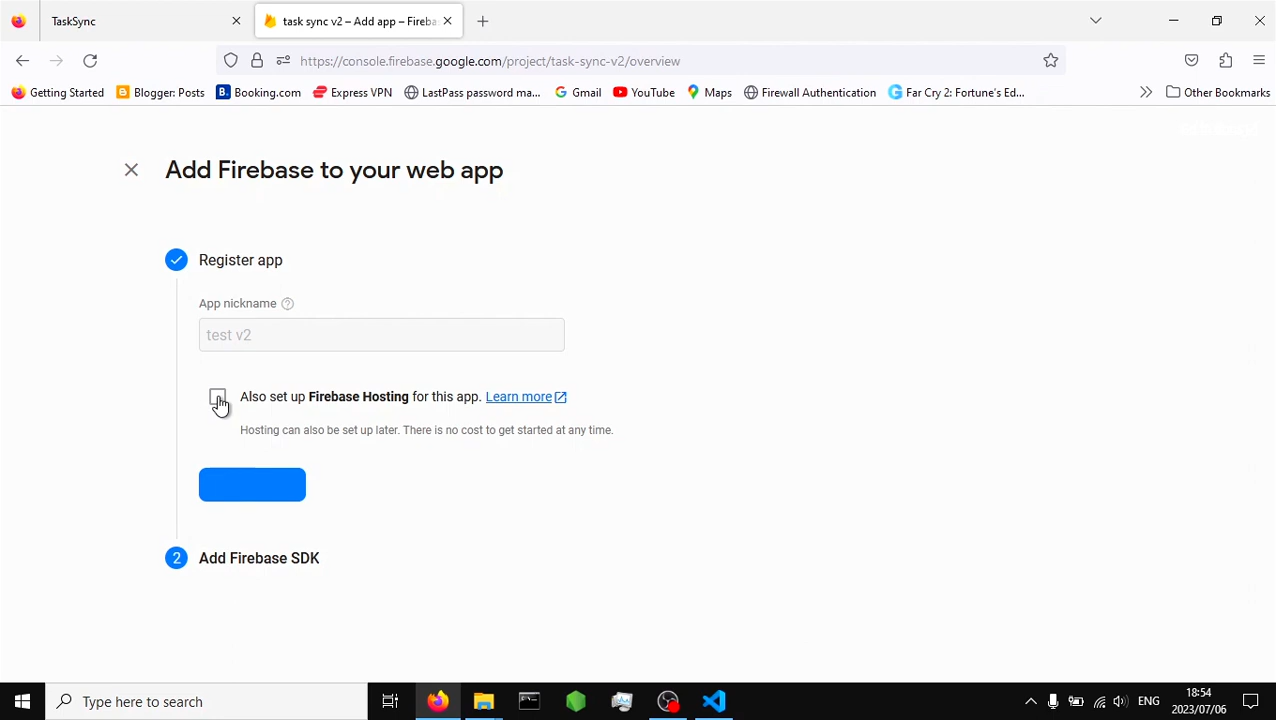 TaskSync
task sync v2 – Add app – Fireba
https://console.firebase.google.com/project/task-sync-v2/overview
Getting Started
Blogger: Posts
B. Booking.com
Express VPN
LastPass password ma...
Gmail
YouTube
Maps
Firewall Authentication
Far Cry 2: Fortune's Ed...
Other Bookmarks
Add Firebase to your web app
Register app
App nickname
test v2
Also set up Firebase Hosting for this app. Learn more
Hosting can also be set up later. There is no cost to get started at any time.
2 Add Firebase SDK
Type here to search
ENG
18:54
2023/07/06